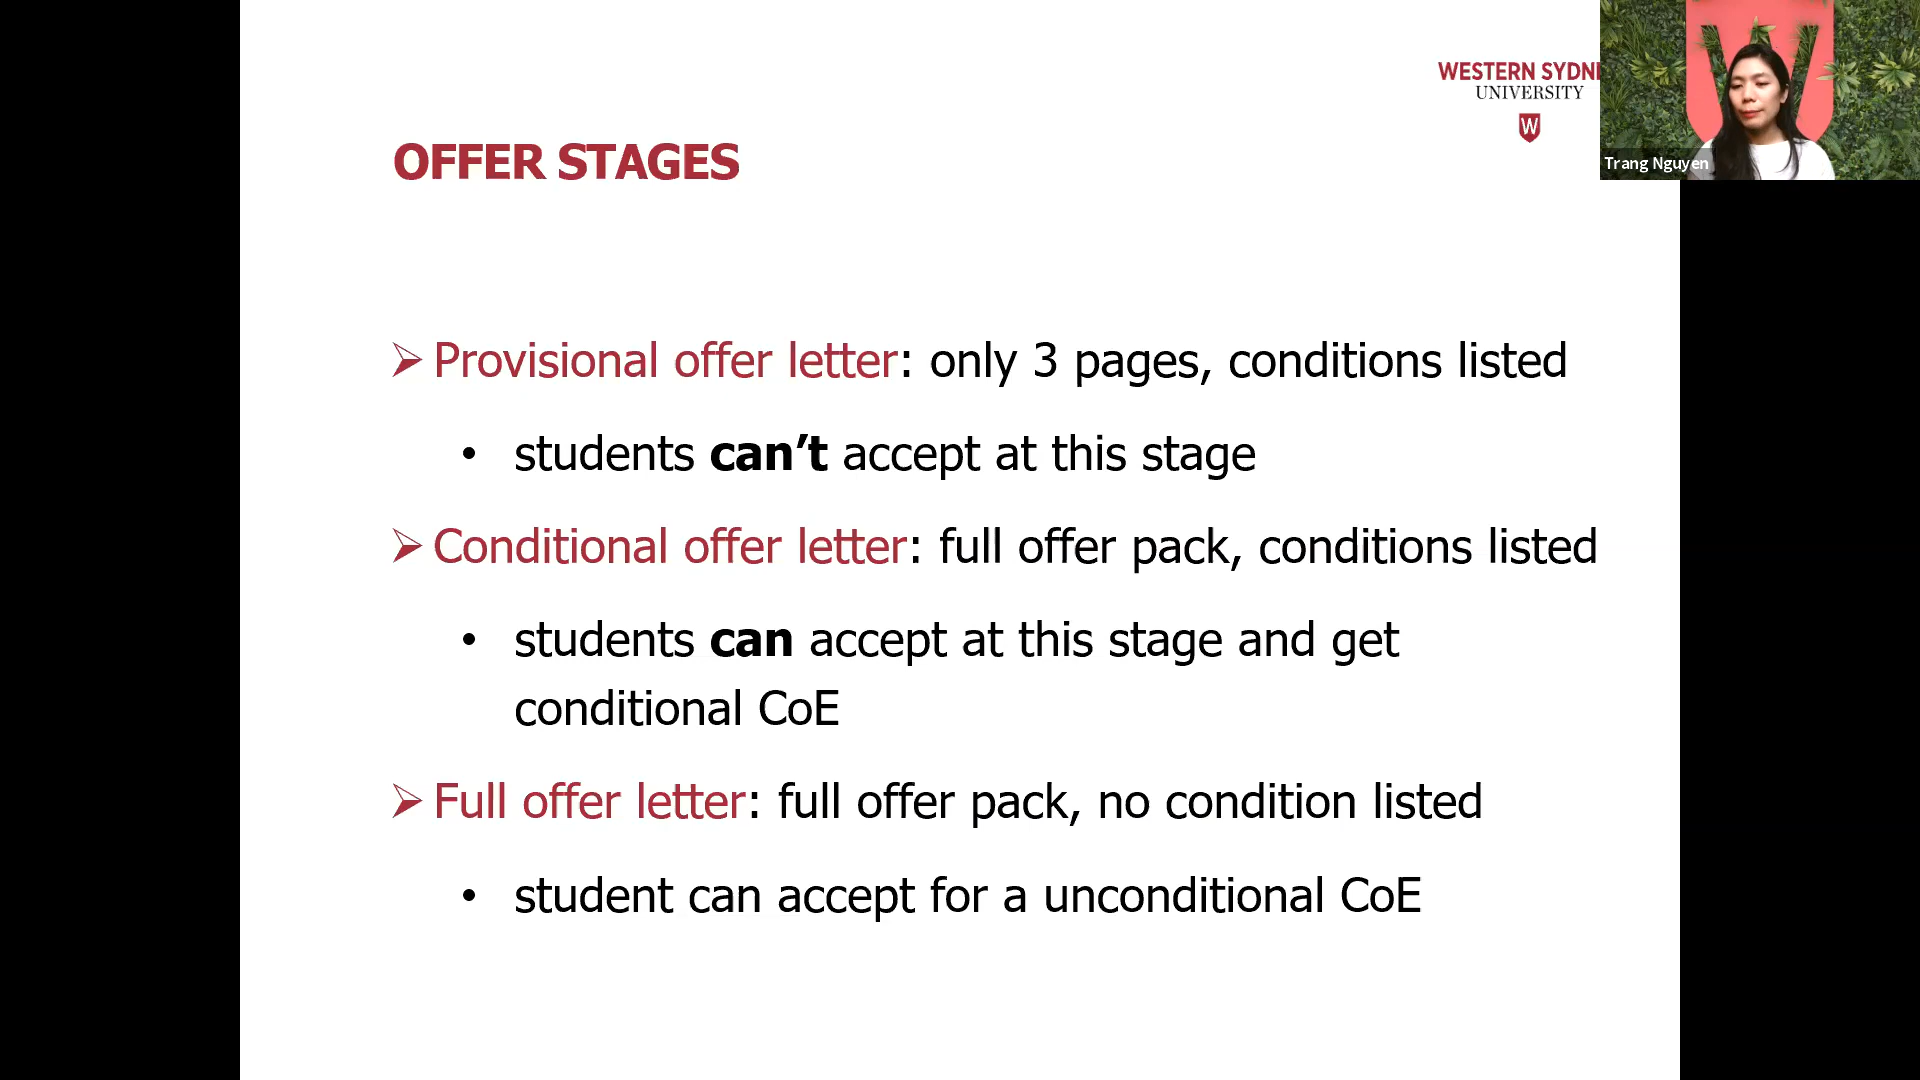 WESTERN SYDNE
UNIVERSITY
W
W
Trang Nguyen
OFFER STAGES
➢ Provisional offer letter: only 3 pages, conditions listed
• students can’t accept at this stage
➢ Conditional offer letter: full offer pack, conditions listed
• students can accept at this stage and get
conditional CoE
➢ Full offer letter: full offer pack, no condition listed
• student can accept for a unconditional CoE